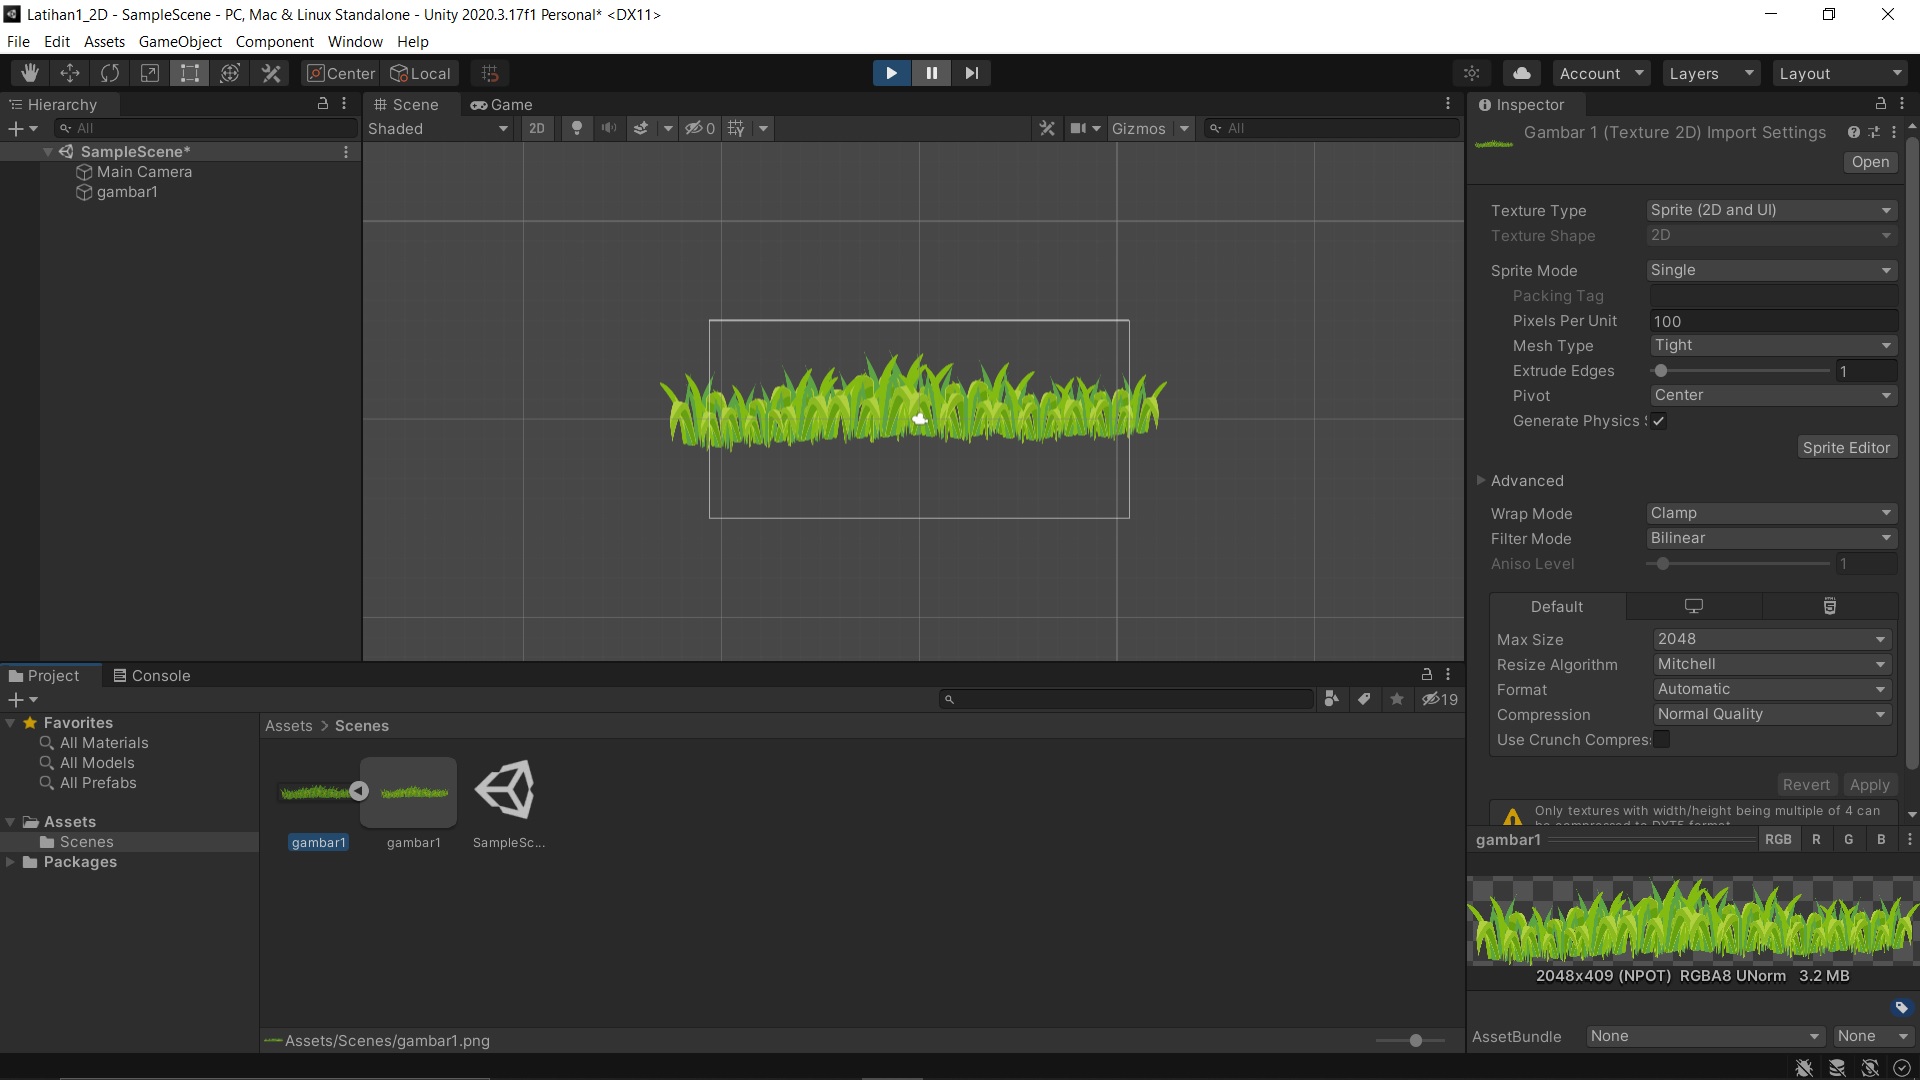 Latihan1_2D - SampleScene - PC, Mac & Linux Standalone - Unity 2020.3.17f1 Personal* <DX11>
File Edit Assets GameObject Component Window Help
Center Local
Account Layers Layout
Hierarchy
All
SampleScene*
Main Camera
gambar1
Scene Game
Shaded 2D 0 Gizmos All
Inspector
Gambar 1 (Texture 2D) Import Settings
Open
Texture Type Sprite (2D and UI)
Texture Shape 2D
Sprite Mode Single
Packing Tag
Pixels Per Unit 100
Mesh Type Tight
Extrude Edges 1
Pivot Center
Generate Physics
Sprite Editor
Advanced
Wrap Mode Clamp
Filter Mode Bilinear
Aniso Level 1
Default
Max Size 2048
Resize Algorithm Mitchell
Format Automatic
Compression Normal Quality
Use Crunch Compres
Revert Apply
Only textures with width/height being multiple of 4 can
be compressed to DXT5 format
gambar1 RGB R G B
2048x409 (NPOT) RGBA8 UNorm 3.2 MB
AssetBundle None None
Project Console
19
Favorites
All Materials
All Models
All Prefabs
Assets
Scenes
Packages
Assets > Scenes
gambar1 gambar1 SampleSc...
Assets/Scenes/gambar1.png